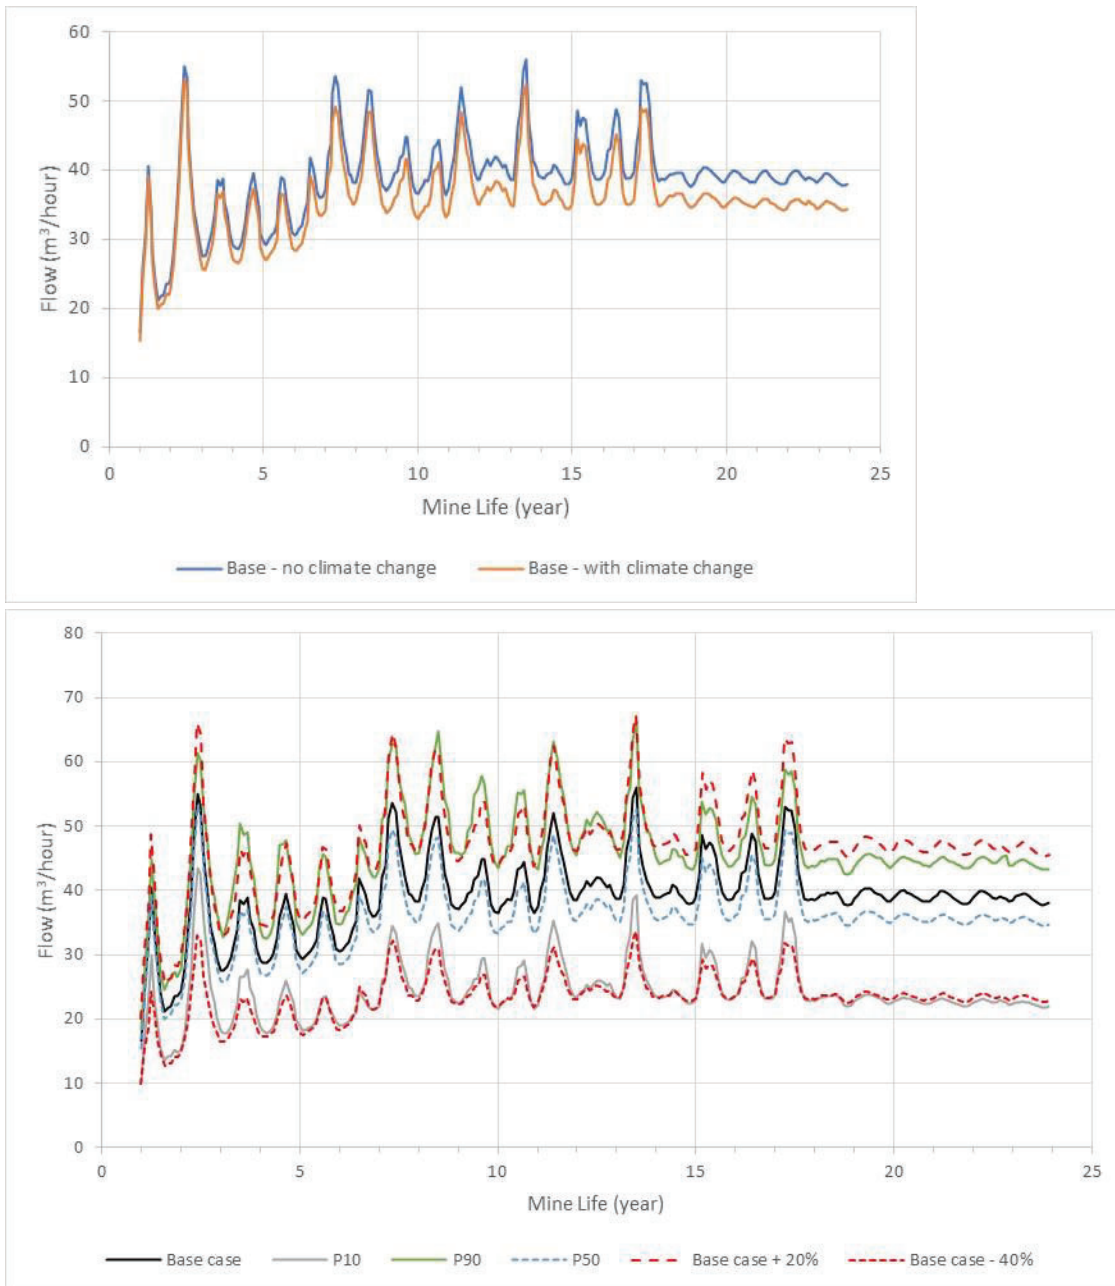 60
50
40
30
20
10
0
Flow (m³/hour)
0 5 10 15 20 25
Mine Life (year)
Base - no climate change Base - with climate change
80
70
60
50
40
30
20
10
0
Flow (m³/hour)
0 5 10 15 20 25
Mine Life (year)
Base case P10 P90 P50 Base case + 20% Base case - 40%